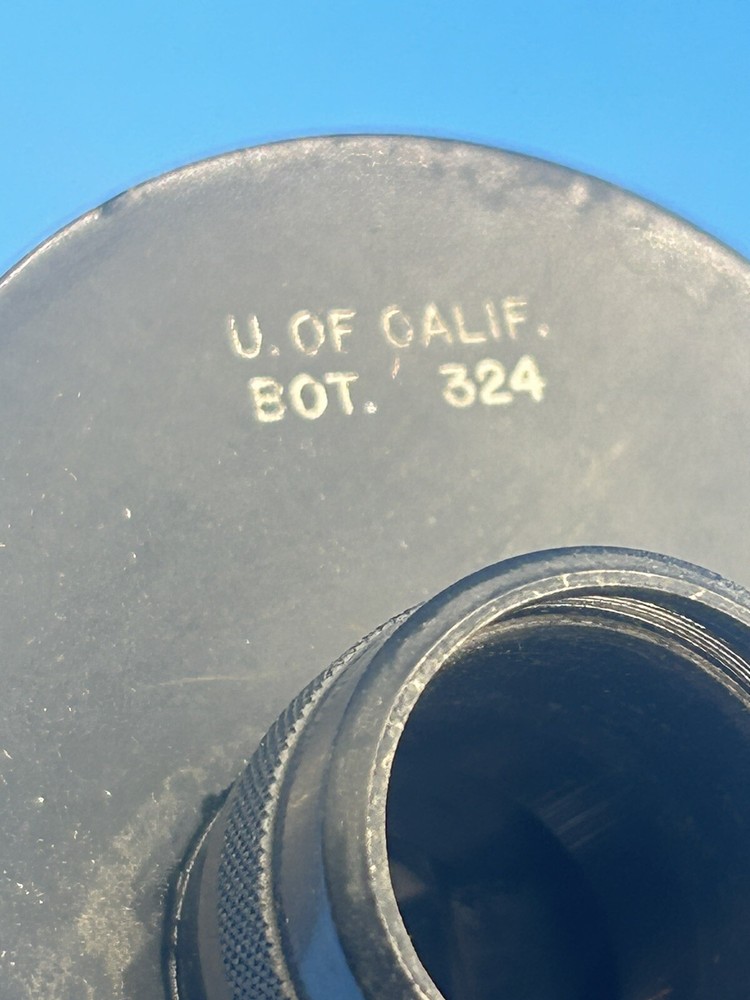 U. OF CALIF.
BOT. 324